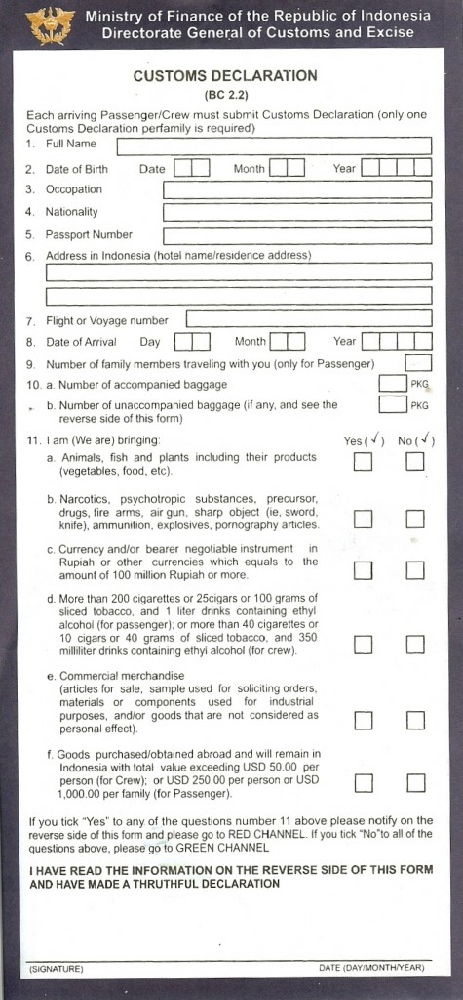 Ministry of Finance of the Republic of Indonesia
Directorate General of Customs and Excise
CUSTOMS DECLARATION
(BC 2.2)
Each arriving Passenger/Crew must submit Customs Declaration (only one
Customs Declaration perfamily is required)
1. Full Name
2. Date of Birth Date Month Year
3. Occopation
4. Nationality
5. Passport Number
6. Address in Indonesia (hotel name/residence address)
7. Flight or Voyage number
8. Date of Arrival Day Month Year
9. Number of family members traveling with you (only for Passenger)
10. a. Number of accompanied baggage PKG
b. Number of unaccompanied baggage (if any, and see the PKG
reverse side of this form)
11. I am (We are) bringing: Yes (✓) No (✓)
a. Animals, fish and plants including their products
(vegetables, food, etc).
b. Narcotics, psychotropic substances, precursor,
drugs, fire arms, air gun, sharp object (ie, sword,
knife), ammunition, explosives, pornography articles.
c. Currency and/or bearer negotiable instrument in
Rupiah or other currencies which equals to the
amount of 100 million Rupiah or more.
d. More than 200 cigarettes or 25cigars or 100 grams of
sliced tobacco, and 1 liter drinks containing ethyl
alcohol (for passenger); or more than 40 cigarettes or
10 cigars or 40 grams of sliced tobacco, and 350
milliliter drinks containing ethyl alcohol (for crew).
e. Commercial merchandise
(articles for sale, sample used for soliciting orders,
materials or components used for industrial
purposes, and/or goods that are not considered as
personal effect).
f. Goods purchased/obtained abroad and will remain in
Indonesia with total value exceeding USD 50.00 per
person (for Crew); or USD 250.00 per person or USD
1,000.00 per family (for Passenger).
If you tick "Yes" to any of the questions number 11 above please notify on the
reverse side of this form and please go to RED CHANNEL. If you tick "No"to all of the
questions above, please go to GREEN CHANNEL
I HAVE READ THE INFORMATION ON THE REVERSE SIDE OF THIS FORM
AND HAVE MADE A THRUTHFUL DECLARATION
(SIGNATURE) DATE (DAY/MONTH/YEAR)